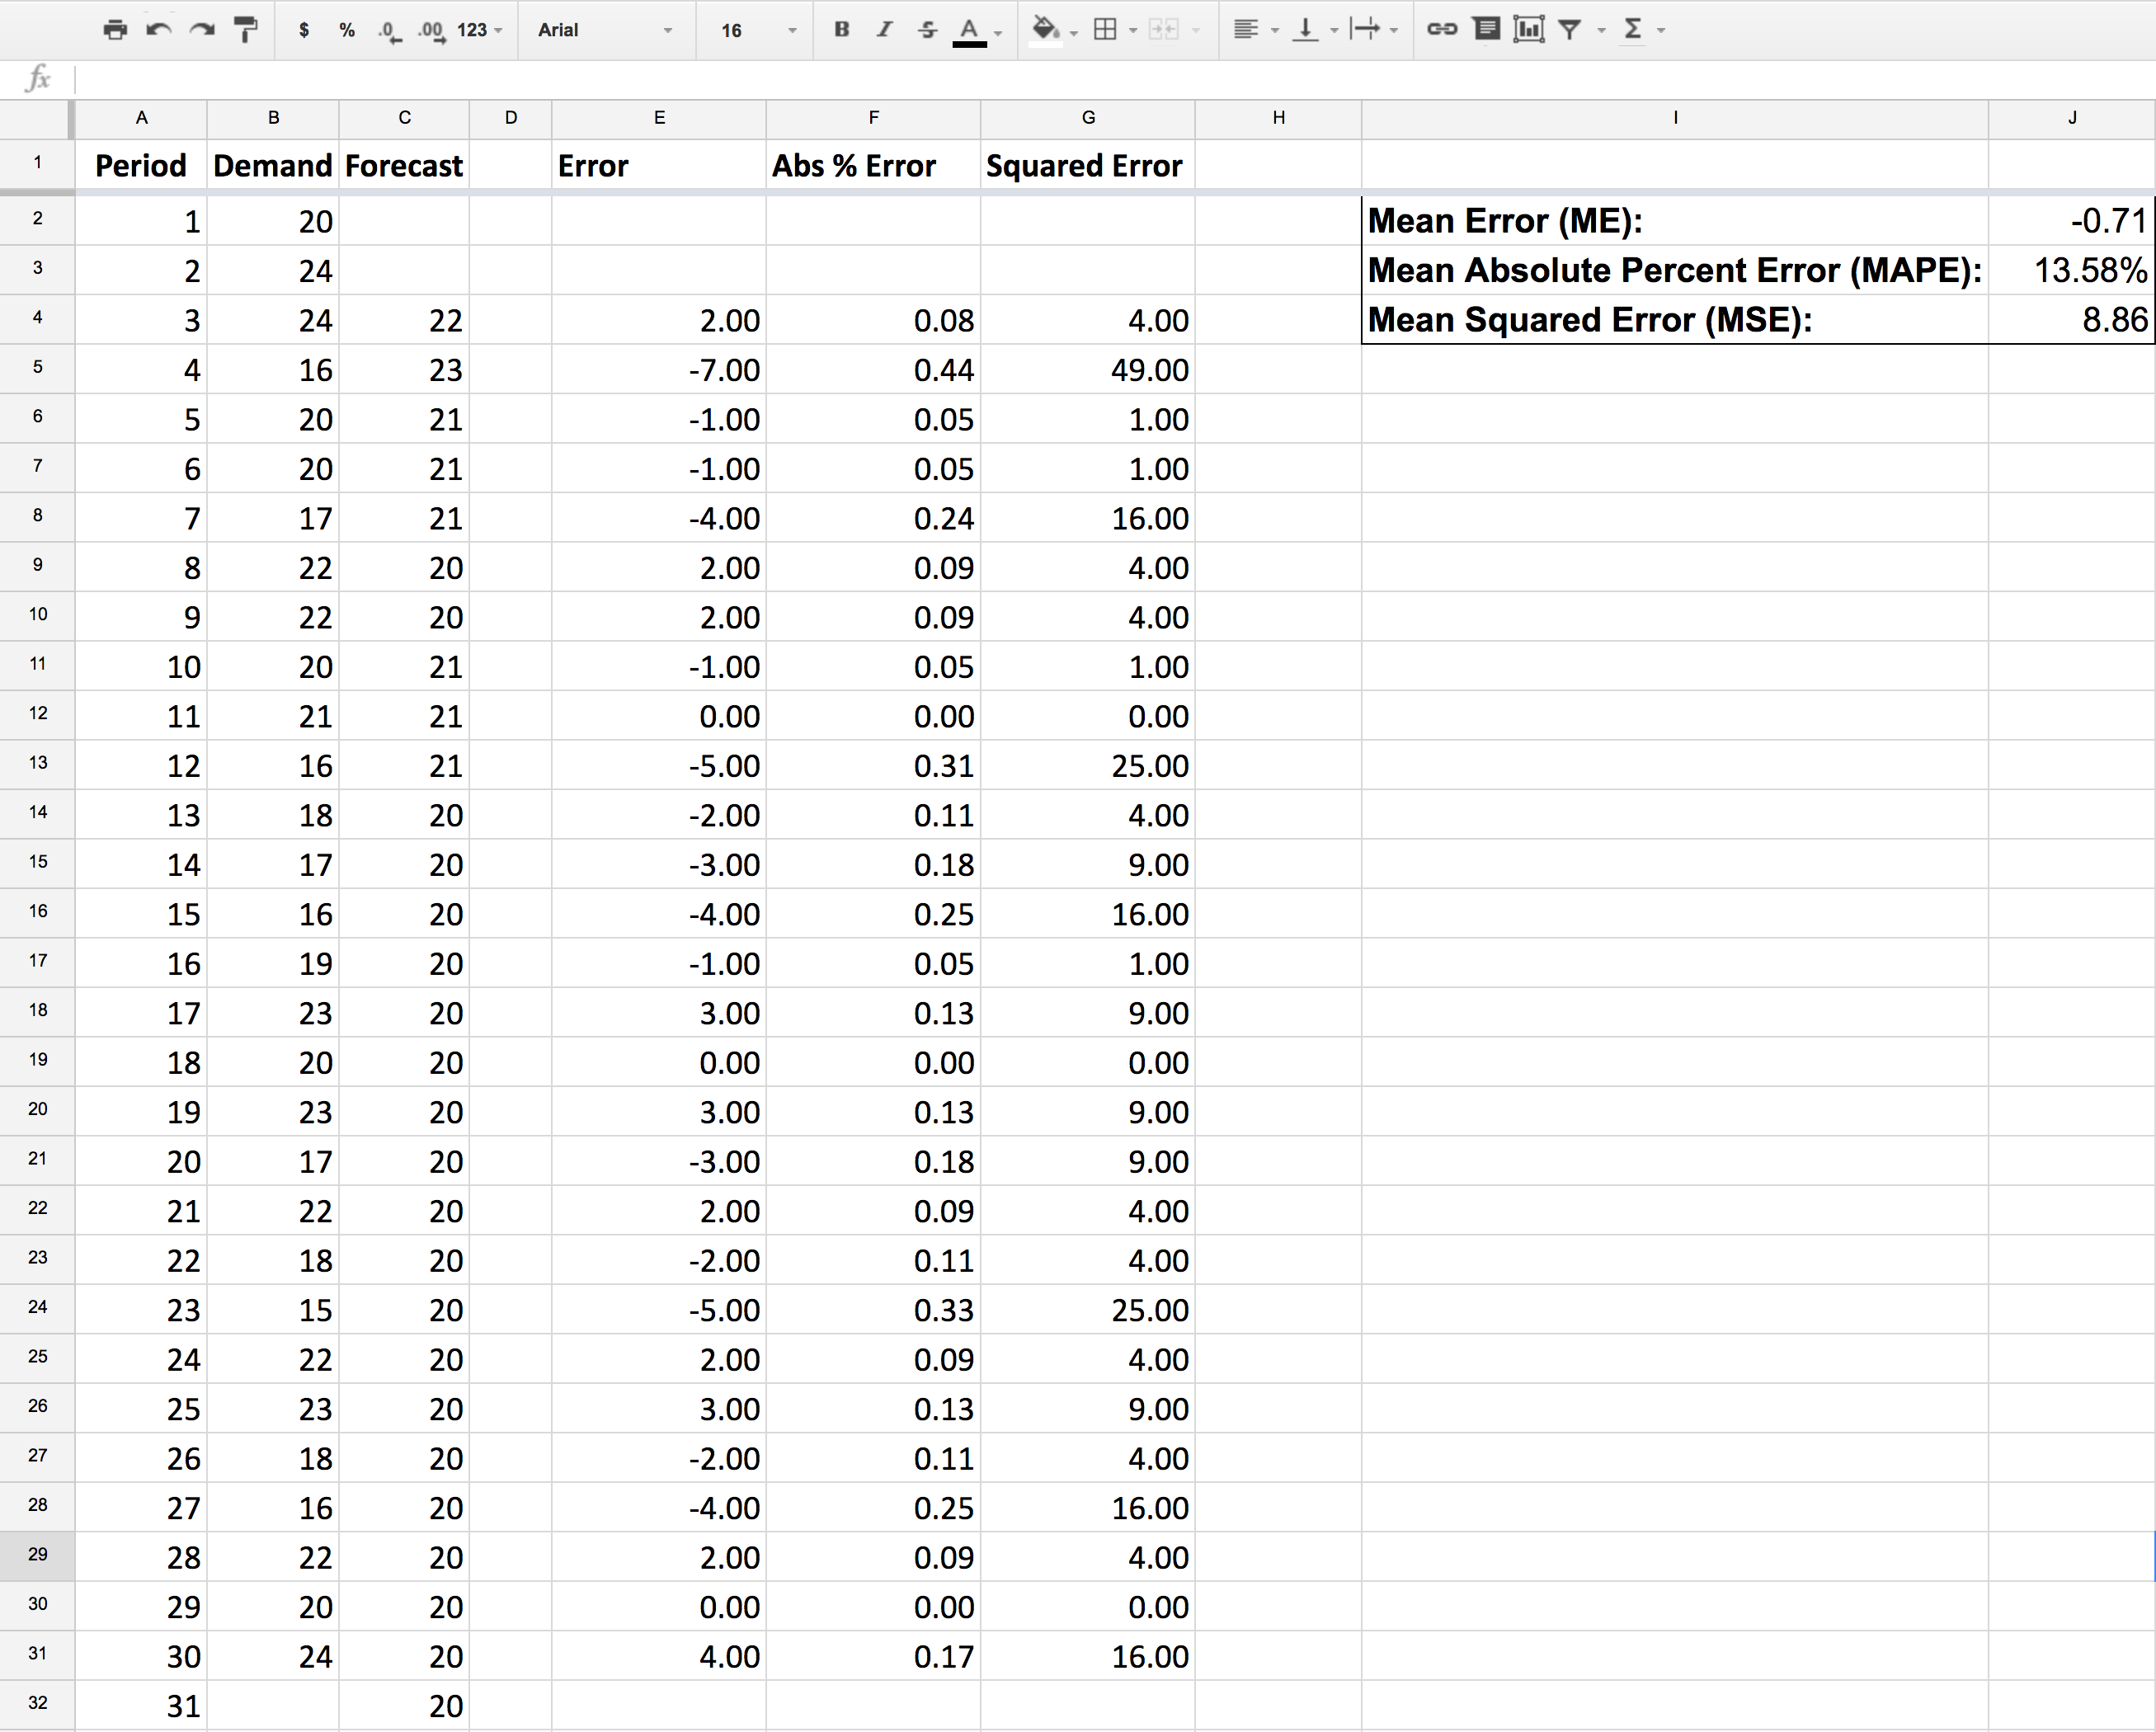 $ % .0 .00 123 Arial 16 B I S A Σ
fx
A B C D E F G H I J
1 Period Demand Forecast Error Abs % Error Squared Error
2 1 20 Mean Error (ME): -0.71
3 2 24 Mean Absolute Percent Error (MAPE): 13.58%
4 3 24 22 2.00 0.08 4.00 Mean Squared Error (MSE): 8.86
5 4 16 23 -7.00 0.44 49.00
6 5 20 21 -1.00 0.05 1.00
7 6 20 21 -1.00 0.05 1.00
8 7 17 21 -4.00 0.24 16.00
9 8 22 20 2.00 0.09 4.00
10 9 22 20 2.00 0.09 4.00
11 10 20 21 -1.00 0.05 1.00
12 11 21 21 0.00 0.00 0.00
13 12 16 21 -5.00 0.31 25.00
14 13 18 20 -2.00 0.11 4.00
15 14 17 20 -3.00 0.18 9.00
16 15 16 20 -4.00 0.25 16.00
17 16 19 20 -1.00 0.05 1.00
18 17 23 20 3.00 0.13 9.00
19 18 20 20 0.00 0.00 0.00
20 19 23 20 3.00 0.13 9.00
21 20 17 20 -3.00 0.18 9.00
22 21 22 20 2.00 0.09 4.00
23 22 18 20 -2.00 0.11 4.00
24 23 15 20 -5.00 0.33 25.00
25 24 22 20 2.00 0.09 4.00
26 25 23 20 3.00 0.13 9.00
27 26 18 20 -2.00 0.11 4.00
28 27 16 20 -4.00 0.25 16.00
29 28 22 20 2.00 0.09 4.00
30 29 20 20 0.00 0.00 0.00
31 30 24 20 4.00 0.17 16.00
32 31 20